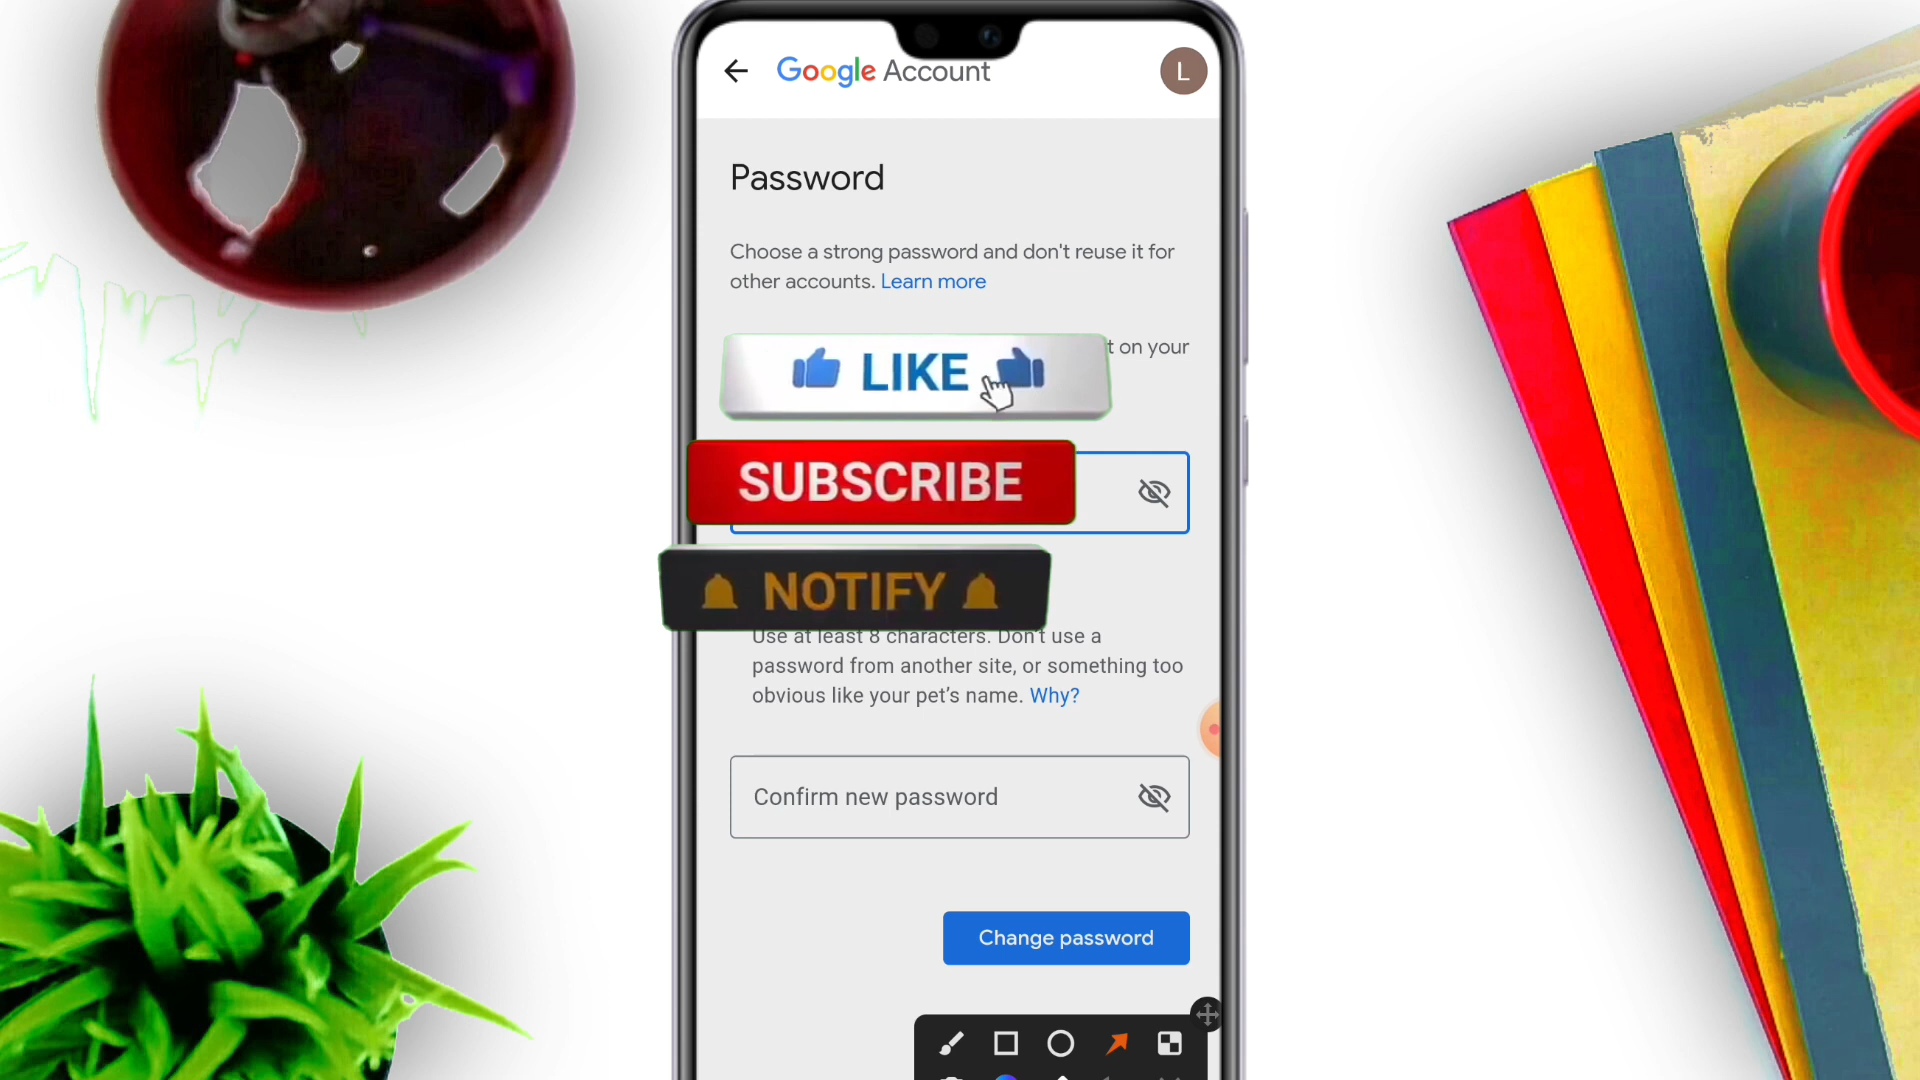 Google Account
L
Password
Choose a strong password and don't reuse it for
other accounts. Learn more
t on your
LIKE
SUBSCRIBE
NOTIFY
Use at least 8 characters. Don't use a
password from another site, or something too
obvious like your pet's name. Why?
Confirm new password
Change password